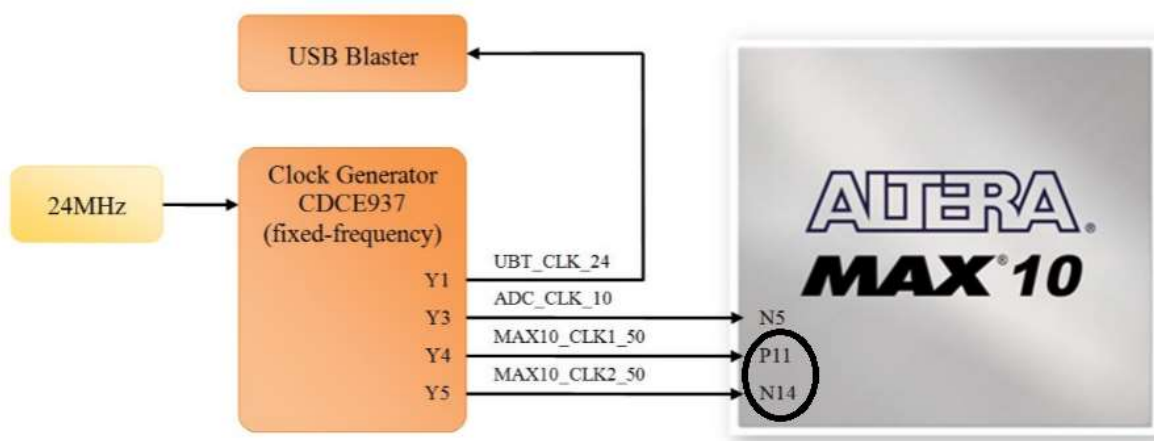 USB Blaster
24MHz
Clock Generator
CDCE937
(fixed-frequency)
Y1
UBT_CLK_24
Y3
ADC_CLK_10
N5
Y4
MAX10_CLK1_50
P11
Y5
MAX10_CLK2_50
N14
ALTERA®
MAX®10